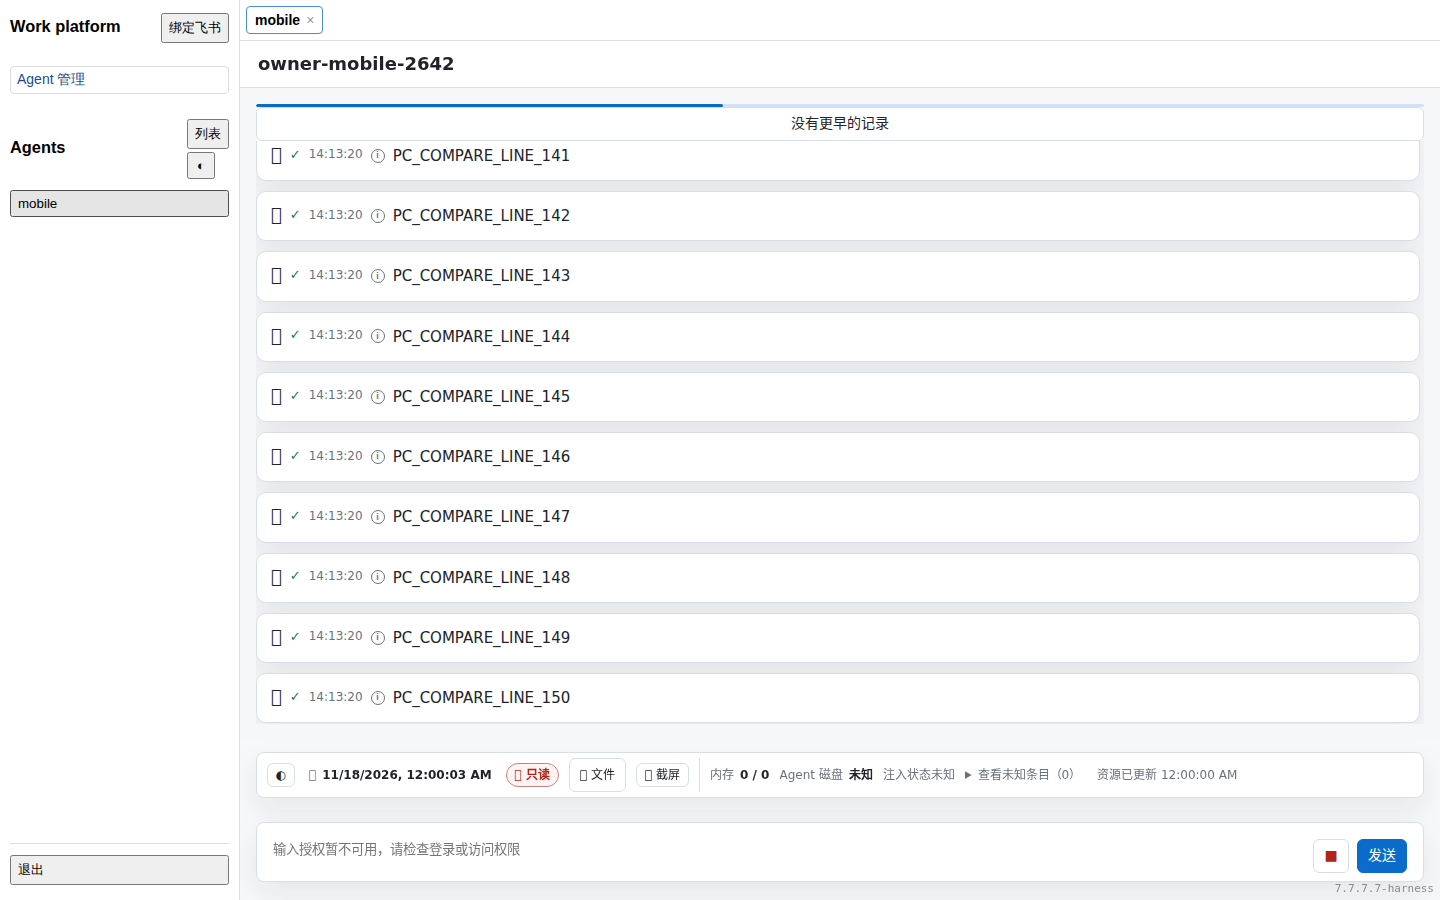 Work platform
绑定飞书
Agent 管理
Agents
列表
mobile
退出
mobile ×
owner-mobile-2642
没有更早的记录
✓ 14:13:20 i PC_COMPARE_LINE_141
✓ 14:13:20 i PC_COMPARE_LINE_142
✓ 14:13:20 i PC_COMPARE_LINE_143
✓ 14:13:20 i PC_COMPARE_LINE_144
✓ 14:13:20 i PC_COMPARE_LINE_145
✓ 14:13:20 i PC_COMPARE_LINE_146
✓ 14:13:20 i PC_COMPARE_LINE_147
✓ 14:13:20 i PC_COMPARE_LINE_148
✓ 14:13:20 i PC_COMPARE_LINE_149
✓ 14:13:20 i PC_COMPARE_LINE_150
11/18/2026, 12:00:03 AM 只读 文件 截屏 内存 0 / 0 Agent 磁盘 未知 注入状态未知 ▶ 查看未知条目（0） 资源已更新 12:00:00 AM
输入授权暂不可用，请检查登录或访问权限
发送
7.7.7.7-harness